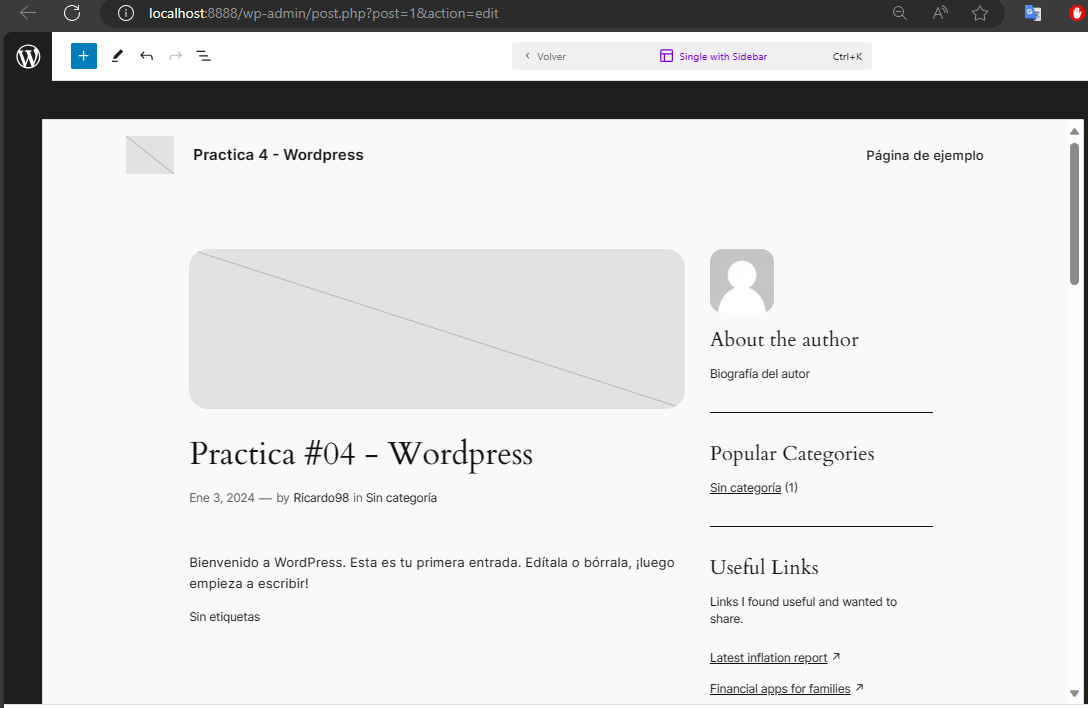 localhost:8888/wp-admin/post.php?post=1&action=edit
Volver
Single with Sidebar
Ctrl+K
Practica 4 - Wordpress
Página de ejemplo
Practica #04 - Wordpress
Ene 3, 2024 — by Ricardo98 in Sin categoría
Bienvenido a WordPress. Esta es tu primera entrada. Edítala o bórrala, ¡luego
empieza a escribir!
Sin etiquetas
About the author
Biografía del autor
Popular Categories
Sin categoría (1)
Useful Links
Links I found useful and wanted to
share.
Latest inflation report ↗
Financial apps for families ↗